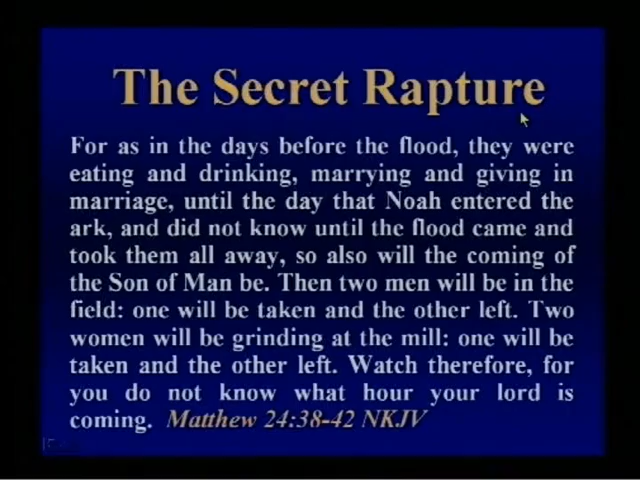 The Secret Rapture
For as in the days before the flood, they were
eating and drinking, marrying and giving in
marriage, until the day that Noah entered the
ark, and did not know until the flood came and
took them all away, so also will the coming of
the Son of Man be. Then two men will be in the
field: one will be taken and the other left. Two
women will be grinding at the mill: one will be
taken and the other left. Watch therefore, for
you do not know what hour your lord is
coming. Matthew 24:38-42 NKJV